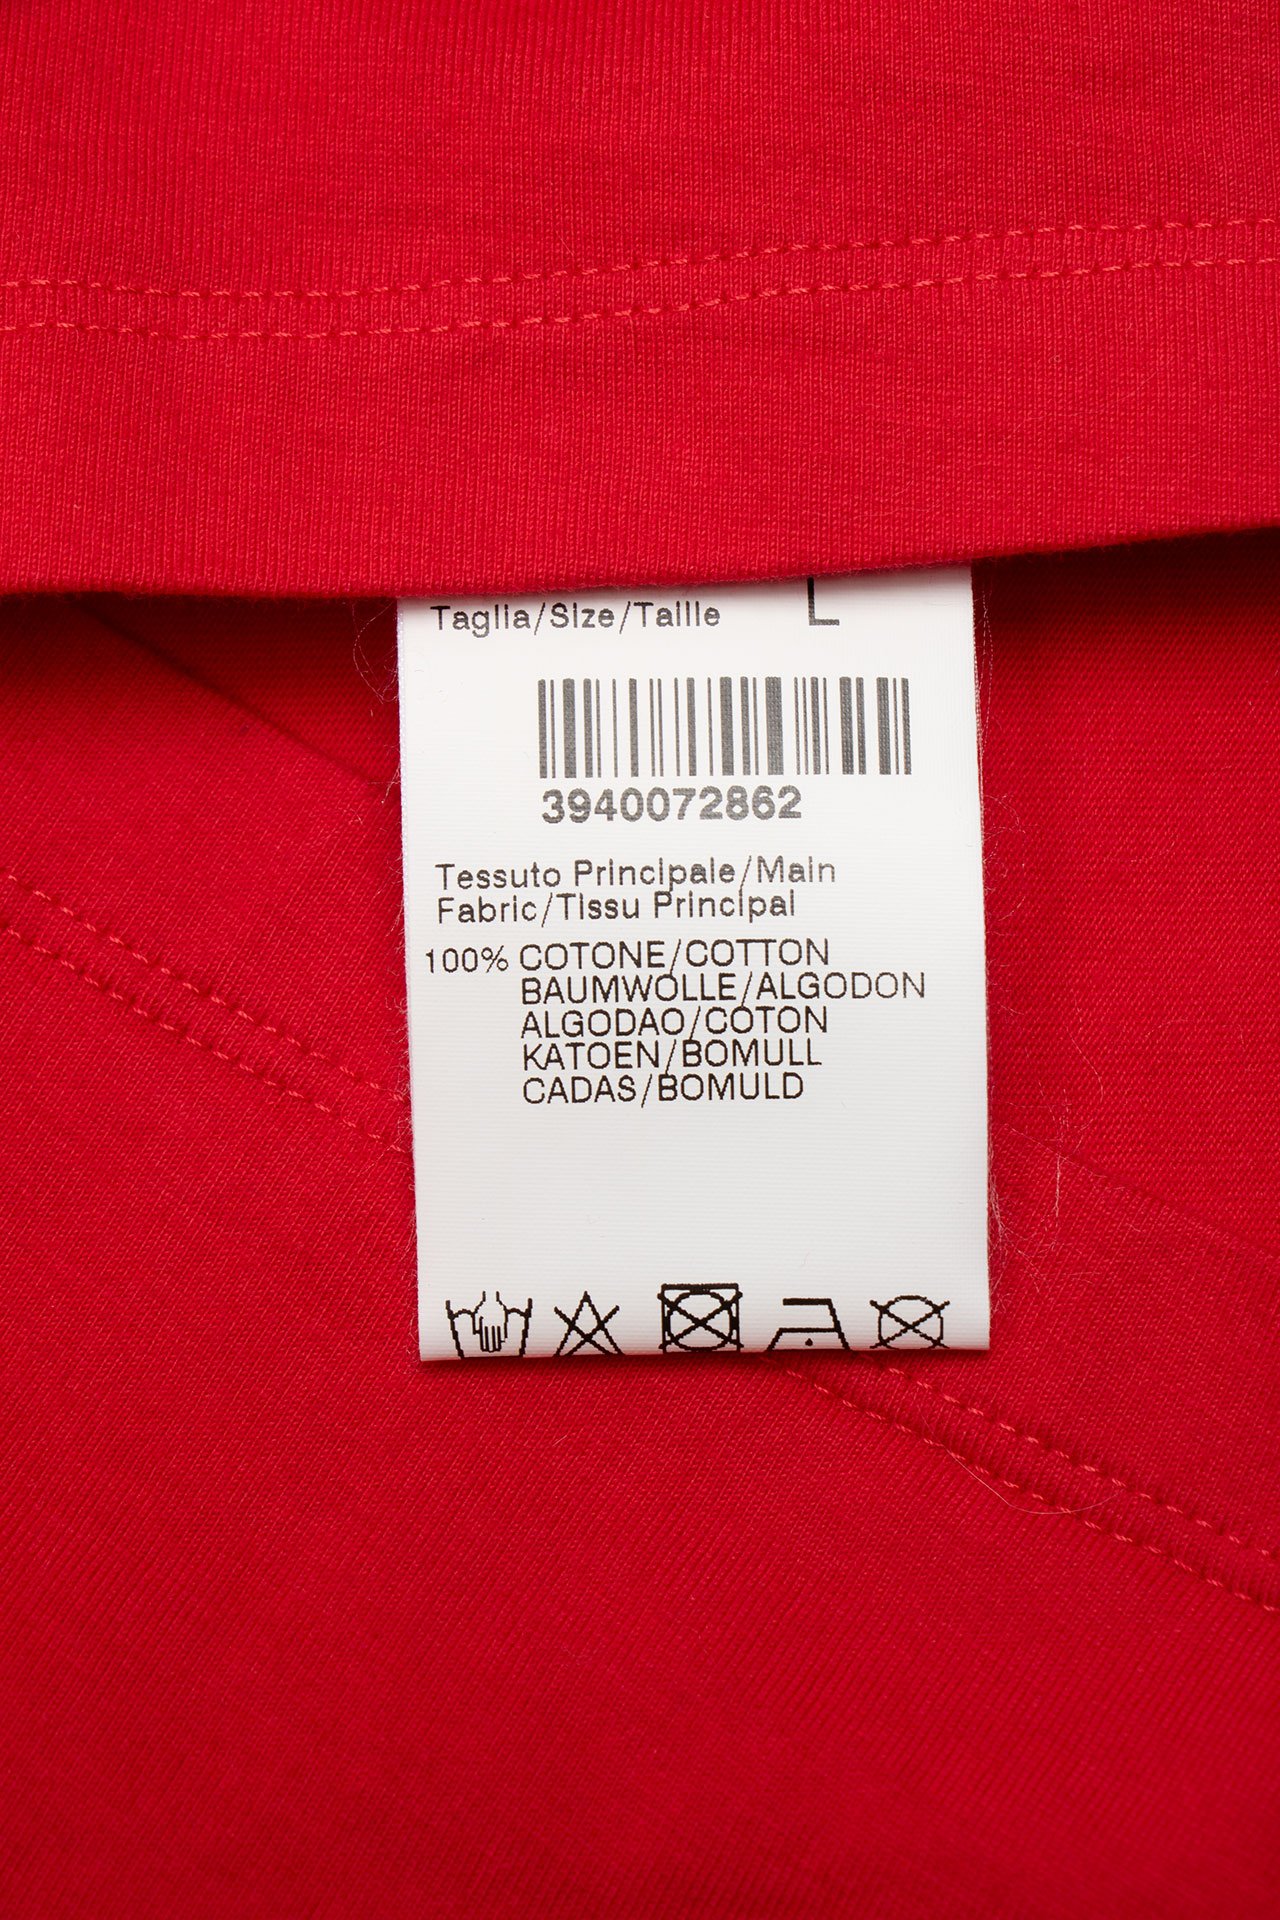 Taglia/Size/Taille L
3940072862
Tessuto Principale/Main
Fabric/Tissu Principal
100% COTONE/COTTON
BAUMWOLLE/ALGODON
ALGODAO/COTON
KATOEN/BOMULL
CADAS/BOMULD